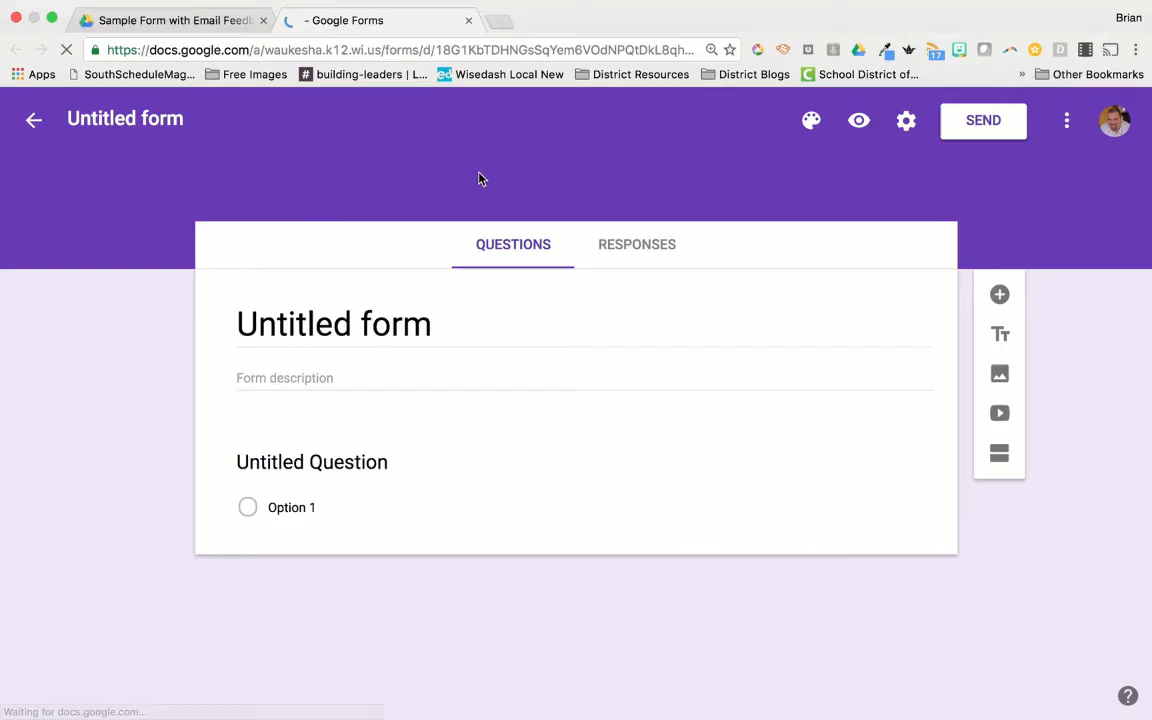 Sample Form with Email Feedb
- Google Forms
Brian
https://docs.google.com/a/waukesha.k12.wi.us/forms/d/18G1KbTDHNGsSqYem6VOdNPQtDkL8qh...
17
Apps
SouthScheduleMag...
Free Images
building-leaders | L...
Wisedash Local New
District Resources
District Blogs
School District of...
»
Other Bookmarks
Untitled form
SEND
QUESTIONS
RESPONSES
Untitled form
Form description
Untitled Question
Option 1
Waiting for docs.google.com...